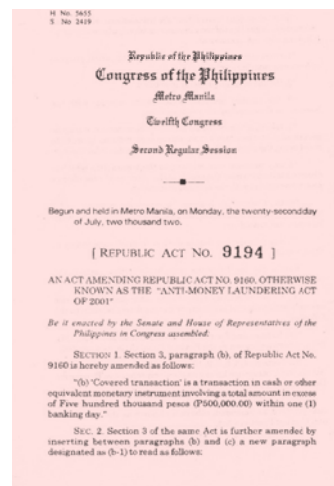 H No. 5655
S No 2419
Republic of the Philippines
Congress of the Philippines
Metro Manila
Twelfth Congress
Second Regular Session
Begun and held in Metro Manila, on Monday, the twenty-secondday
of July, two thousand two.
[ REPUBLIC ACT NO. 9194 ]
AN ACT AMENDING REPUBLIC ACT NO. 9160, OTHERWISE
KNOWN AS THE "ANTI-MONEY LAUNDERING ACT
OF 2001"
Be it enacted by the Senate and House of Representatives of the
Philippines in Congress assembled:
SECTION 1. Section 3, paragraph (b), of Republic Act No.
9160 is hereby amended as follows:
"(b) 'Covered transaction' is a transaction in cash or other
equivalent monetary instrument involving a total amount in excess
of Five hundred thousand pesos (P500,000.00) within one (1)
banking day."
SEC. 2. Section 3 of the same Act is further amended by
inserting between paragraphs (b) and (c) a new paragraph
designated as (b-1) to read as follows: